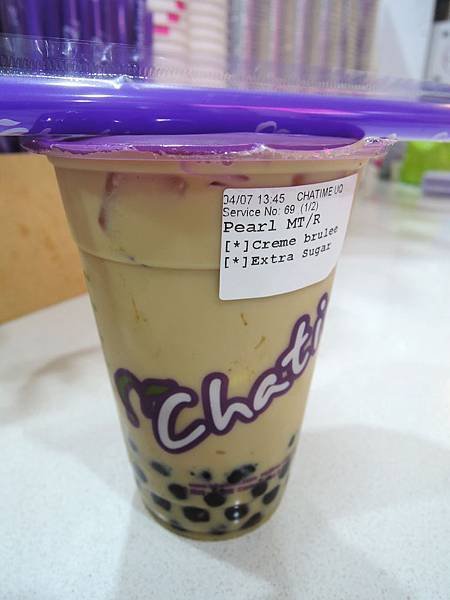 04/07 13:45 CHATIME UQ
Service No: 69 (1/2)
Pearl MT/R
[*]Creme brulee
[*]Extra Sugar
Chati